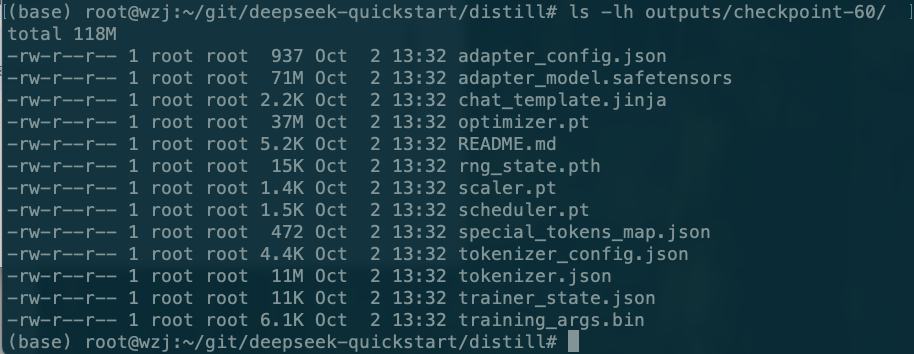 (base) root@wzj:~/git/deepseek-quickstart/distill# ls -lh outputs/checkpoint-60/
total 118M
-rw-r--r-- 1 root root  937 Oct  2 13:32 adapter_config.json
-rw-r--r-- 1 root root  71M Oct  2 13:32 adapter_model.safetensors
-rw-r--r-- 1 root root 2.2K Oct  2 13:32 chat_template.jinja
-rw-r--r-- 1 root root  37M Oct  2 13:32 optimizer.pt
-rw-r--r-- 1 root root 5.2K Oct  2 13:32 README.md
-rw-r--r-- 1 root root  15K Oct  2 13:32 rng_state.pth
-rw-r--r-- 1 root root 1.4K Oct  2 13:32 scaler.pt
-rw-r--r-- 1 root root 1.5K Oct  2 13:32 scheduler.pt
-rw-r--r-- 1 root root  472 Oct  2 13:32 special_tokens_map.json
-rw-r--r-- 1 root root 4.4K Oct  2 13:32 tokenizer_config.json
-rw-r--r-- 1 root root  11M Oct  2 13:32 tokenizer.json
-rw-r--r-- 1 root root  11K Oct  2 13:32 trainer_state.json
-rw-r--r-- 1 root root 6.1K Oct  2 13:32 training_args.bin
(base) root@wzj:~/git/deepseek-quickstart/distill#